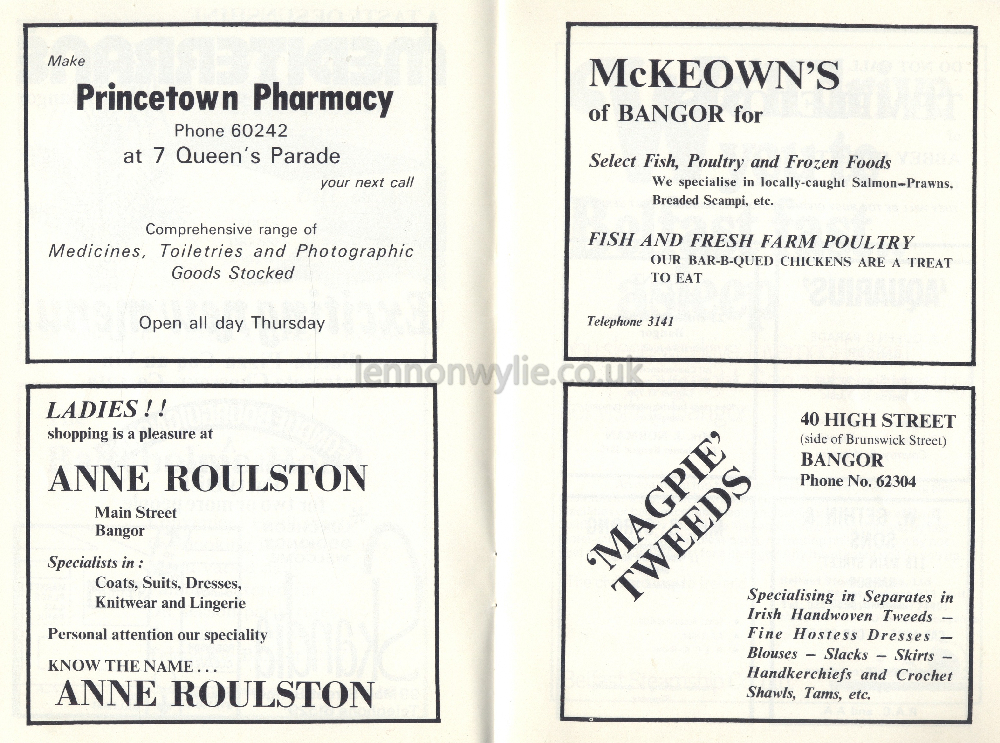 Make
Princetown Pharmacy
Phone 60242
at 7 Queen's Parade
your next call
Comprehensive range of
Medicines, Toiletries and Photographic
Goods Stocked
Open all day Thursday
LADIES ! !
shopping is a pleasure at
ANNE ROULSTON
Main Street
Bangor
Specialists in :
Coats, Suits, Dresses,
Knitwear and Lingerie
Personal attention our speciality
KNOW THE NAME . . .
ANNE ROULSTON
McKEOWN'S
of BANGOR for
Select Fish, Poultry and Frozen Foods
We specialise in locally-caught Salmon–Prawns,
Breaded Scampi, etc.
FISH AND FRESH FARM POULTRY
OUR BAR-B-QUED CHICKENS ARE A TREAT
TO EAT
Telephone 3141
lennonwylie.co.uk
'MAGPIE'
TWEEDS
40 HIGH STREET
(side of Brunswick Street)
BANGOR
Phone No. 62304
Specialising in Separates in
Irish Handwoven Tweeds —
Fine Hostess Dresses —
Blouses — Slacks — Skirts —
Handkerchiefs and Crochet
Shawls, Tams, etc.